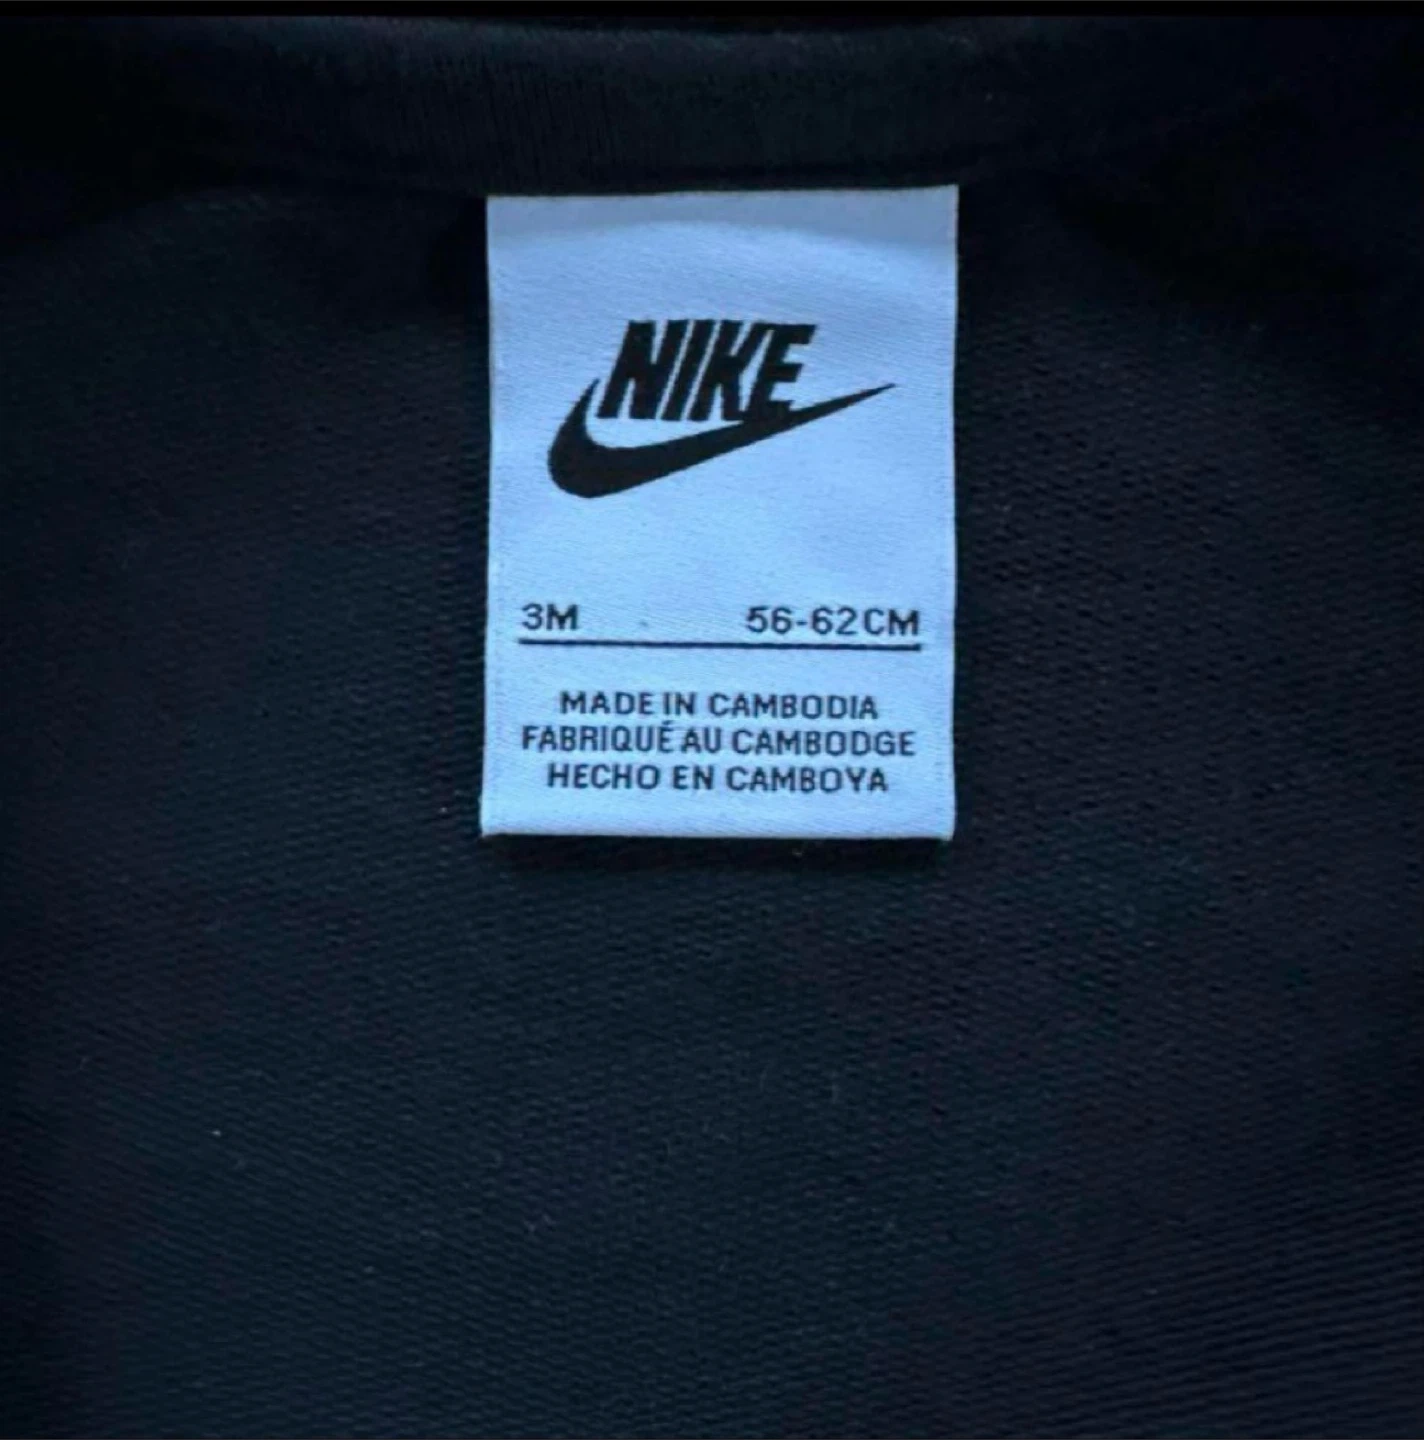 NIKE
3M 56-62CM
MADE IN CAMBODIA
FABRIQUÉ AU CAMBODGE
HECHO EN CAMBOYA